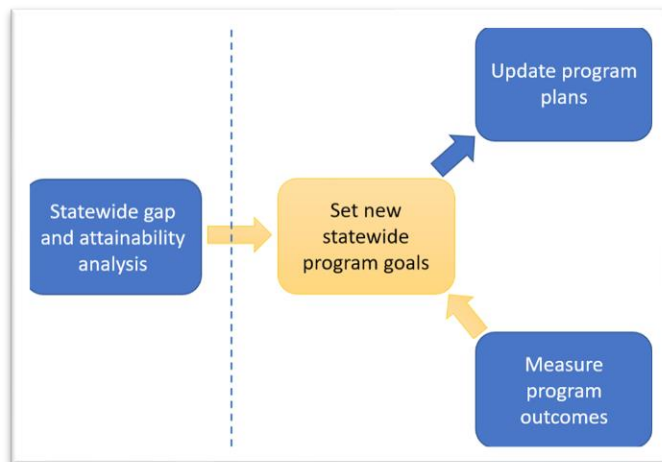 Update program
plans
Statewide gap
and attainability
analysis
Set new
statewide
program goals
Measure
program
outcomes